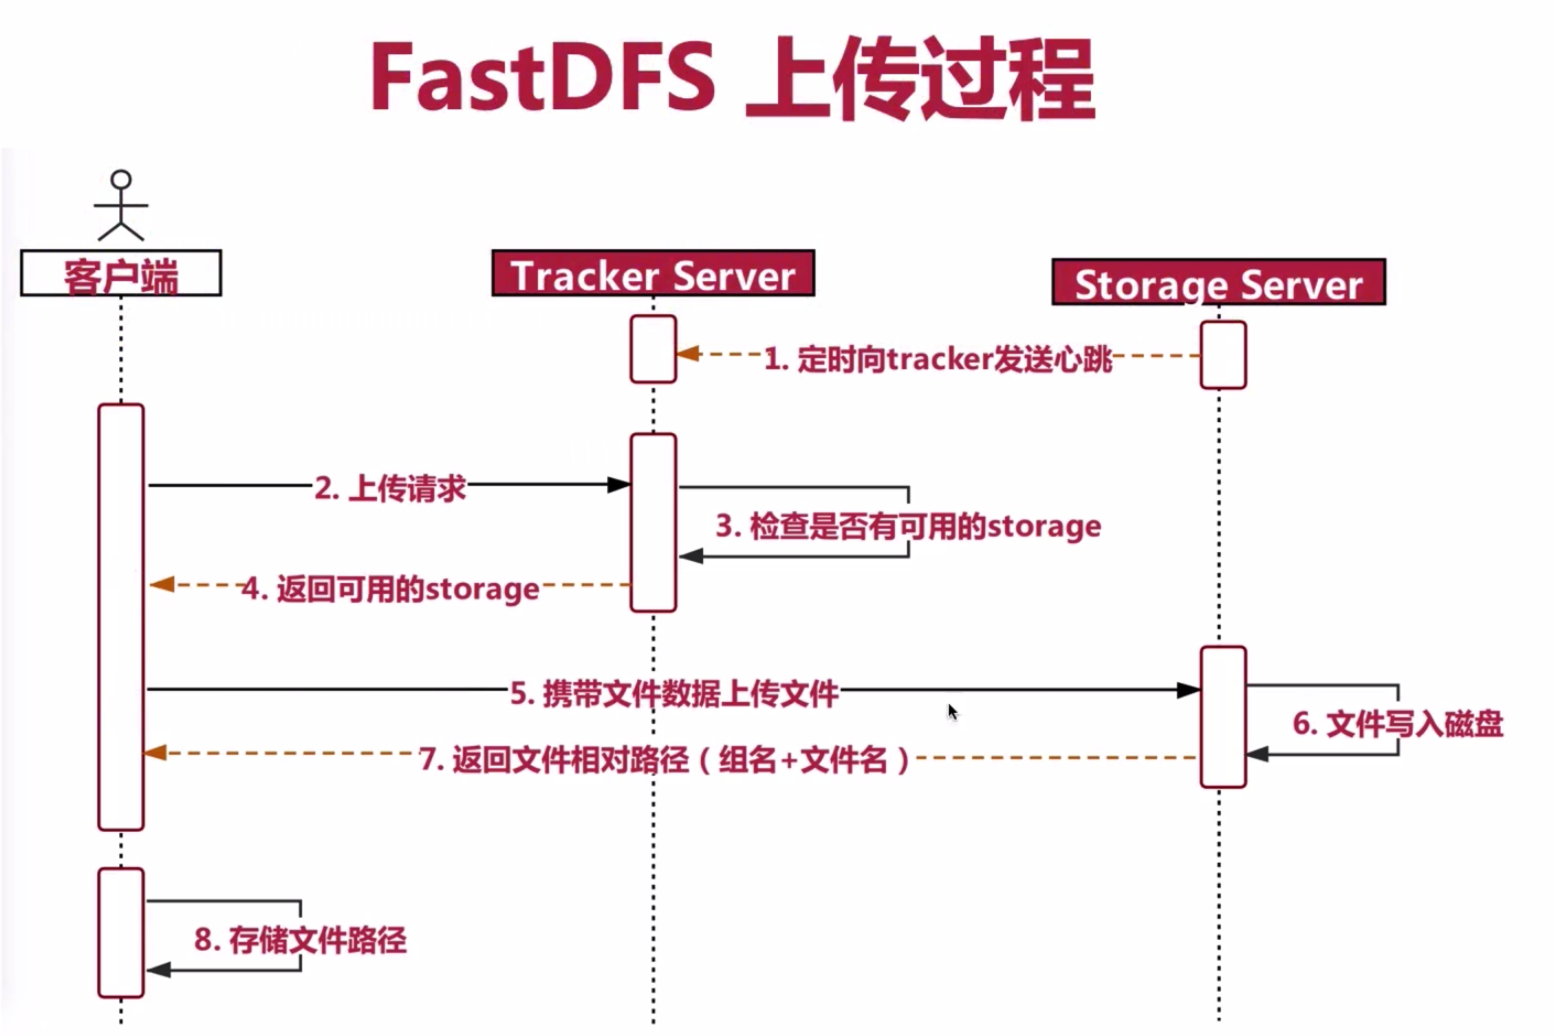 FastDFS 上传过程
客户端
Tracker Server
Storage Server
1. 定时向tracker发送心跳
2. 上传请求
3. 检查是否有可用的storage
4. 返回可用的storage
5. 携带文件数据上传文件
6. 文件写入磁盘
7. 返回文件相对路径（组名+文件名）
8. 存储文件路径